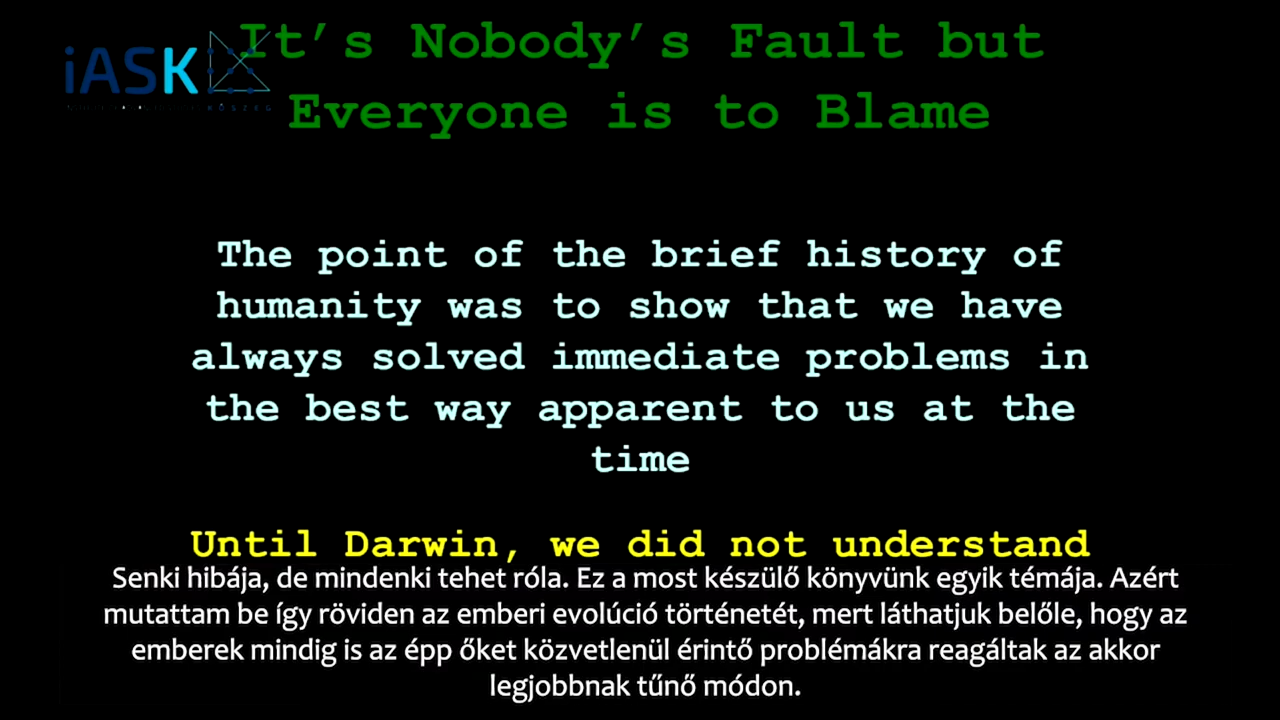 It's Nobody's Fault but
iASK
Everyone is to Blame
KŐSZEG
The point of the brief history of
humanity was to show that we have
always solved immediate problems in
the best way apparent to us at the
time
Until Darwin, we did not understand
Senki hibája, de mindenki tehet róla. Ez a most készülő könyvünk egyik témája. Azért
mutattam be így röviden az emberi evolúció történetét, mert láthatjuk belőle, hogy az
emberek mindig is az épp őket közvetlenül érintő problémákra reagáltak az akkor
legjobbnak tűnő módon.